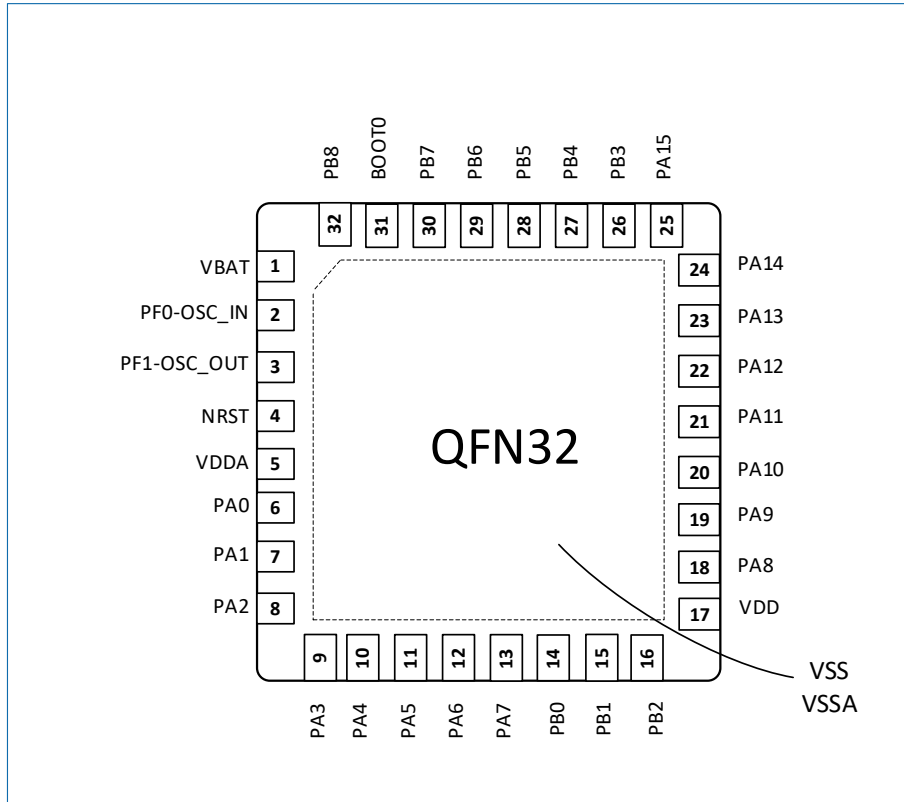 PB8 BOOT0 PB7 PB6 PB5 PB4 PB3 PA15
32 31 30 29 28 27 26 25
VBAT 1
PF0-OSC_IN 2
PF1-OSC_OUT 3
NRST 4
VDDA 5
PA0 6
PA1 7
PA2 8
QFN32
24 PA14
23 PA13
22 PA12
21 PA11
20 PA10
19 PA9
18 PA8
17 VDD
9 10 11 12 13 14 15 16
PA3 PA4 PA5 PA6 PA7 PB0 PB1 PB2
VSS
VSSA